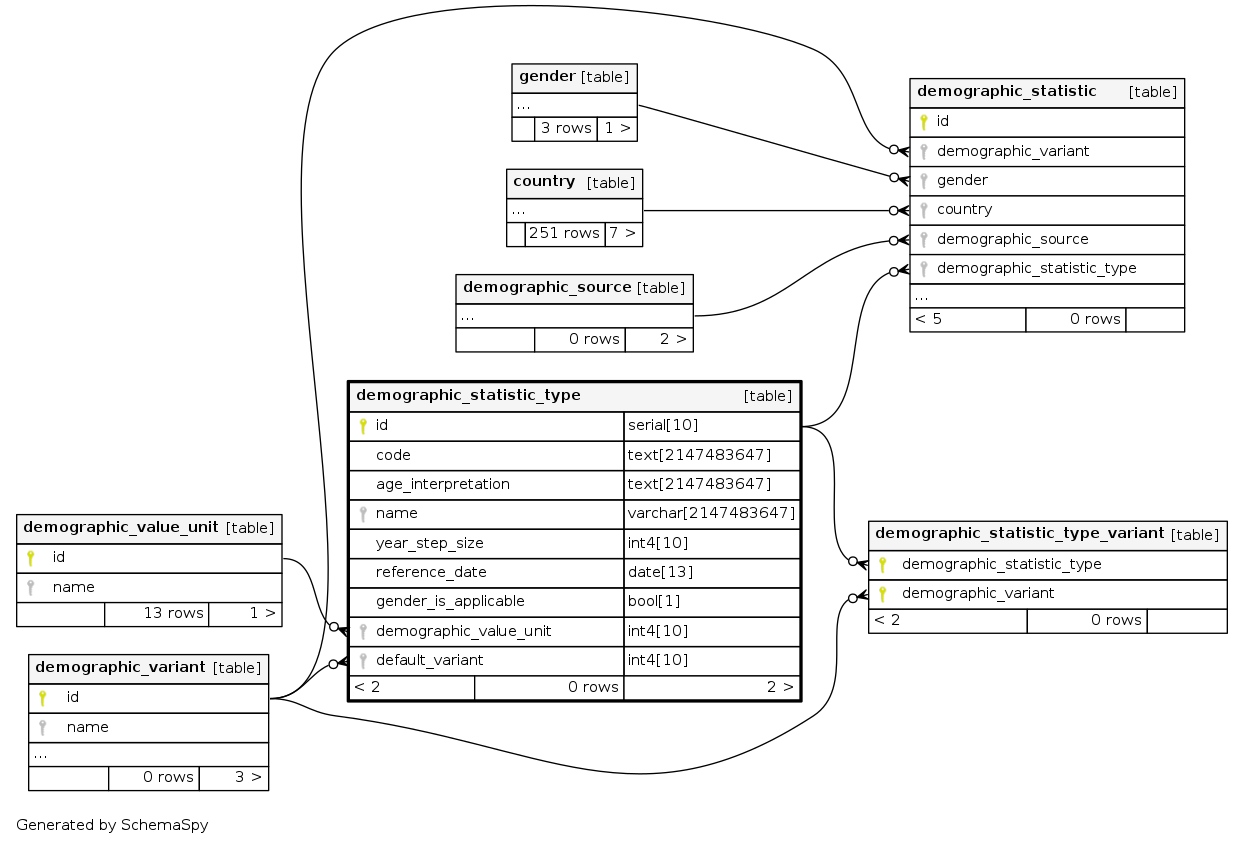 gender [table]
...
3 rows 1 >
country [table]
...
251 rows 7 >
demographic_source [table]
...
0 rows 2 >
demographic_statistic [table]
id
demographic_variant
gender
country
demographic_source
demographic_statistic_type
...
< 5 0 rows
demographic_statistic_type [table]
id serial[10]
code text[2147483647]
age_interpretation text[2147483647]
name varchar[2147483647]
year_step_size int4[10]
reference_date date[13]
gender_is_applicable bool[1]
demographic_value_unit int4[10]
default_variant int4[10]
< 2 0 rows 2 >
demographic_value_unit [table]
id
name
13 rows 1 >
demographic_variant [table]
id
name
...
0 rows 3 >
demographic_statistic_type_variant [table]
demographic_statistic_type
demographic_variant
< 2 0 rows
Generated by SchemaSpy